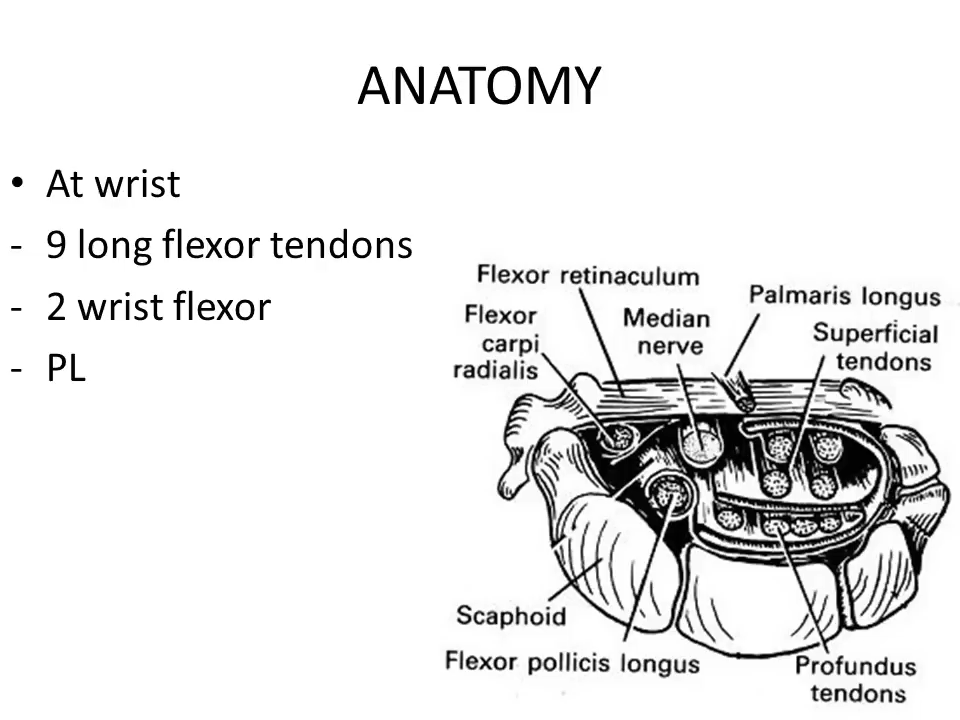 ANATOMY
• At wrist
- 9 long flexor tendons
- 2 wrist flexor
- PL
Flexor retinaculum
Palmaris longus
Flexor
carpi
radialis
Median
nerve
Superficial
tendons
Scaphoid
Flexor pollicis longus
Profundus
tendons